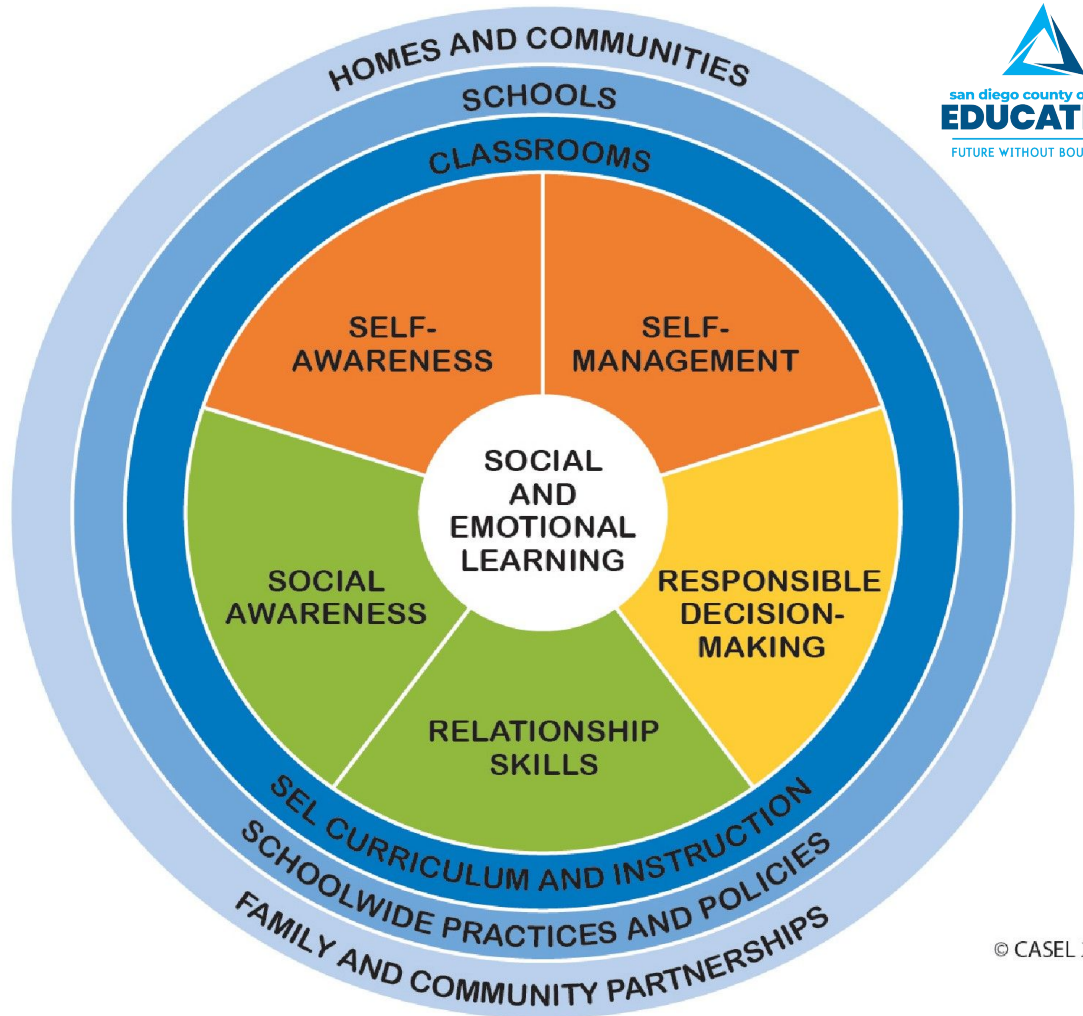 HOMES AND COMMUNITIES
SCHOOLS
CLASSROOMS
san diego county
EDUCAT
FUTURE WITHOUT
SELF-
AWARENESS
SELF-
MANAGEMENT
SOCIAL
AND
EMOTIONAL
LEARNING
SOCIAL
AWARENESS
RESPONSIBLE
DECISION-
MAKING
RELATIONSHIP
SKILLS
SEL CURRICULUM AND INSTRUCTION
SCHOOLWIDE PRACTICES AND POLICIES
FAMILY AND COMMUNITY PARTNERSHIPS
© CASEL